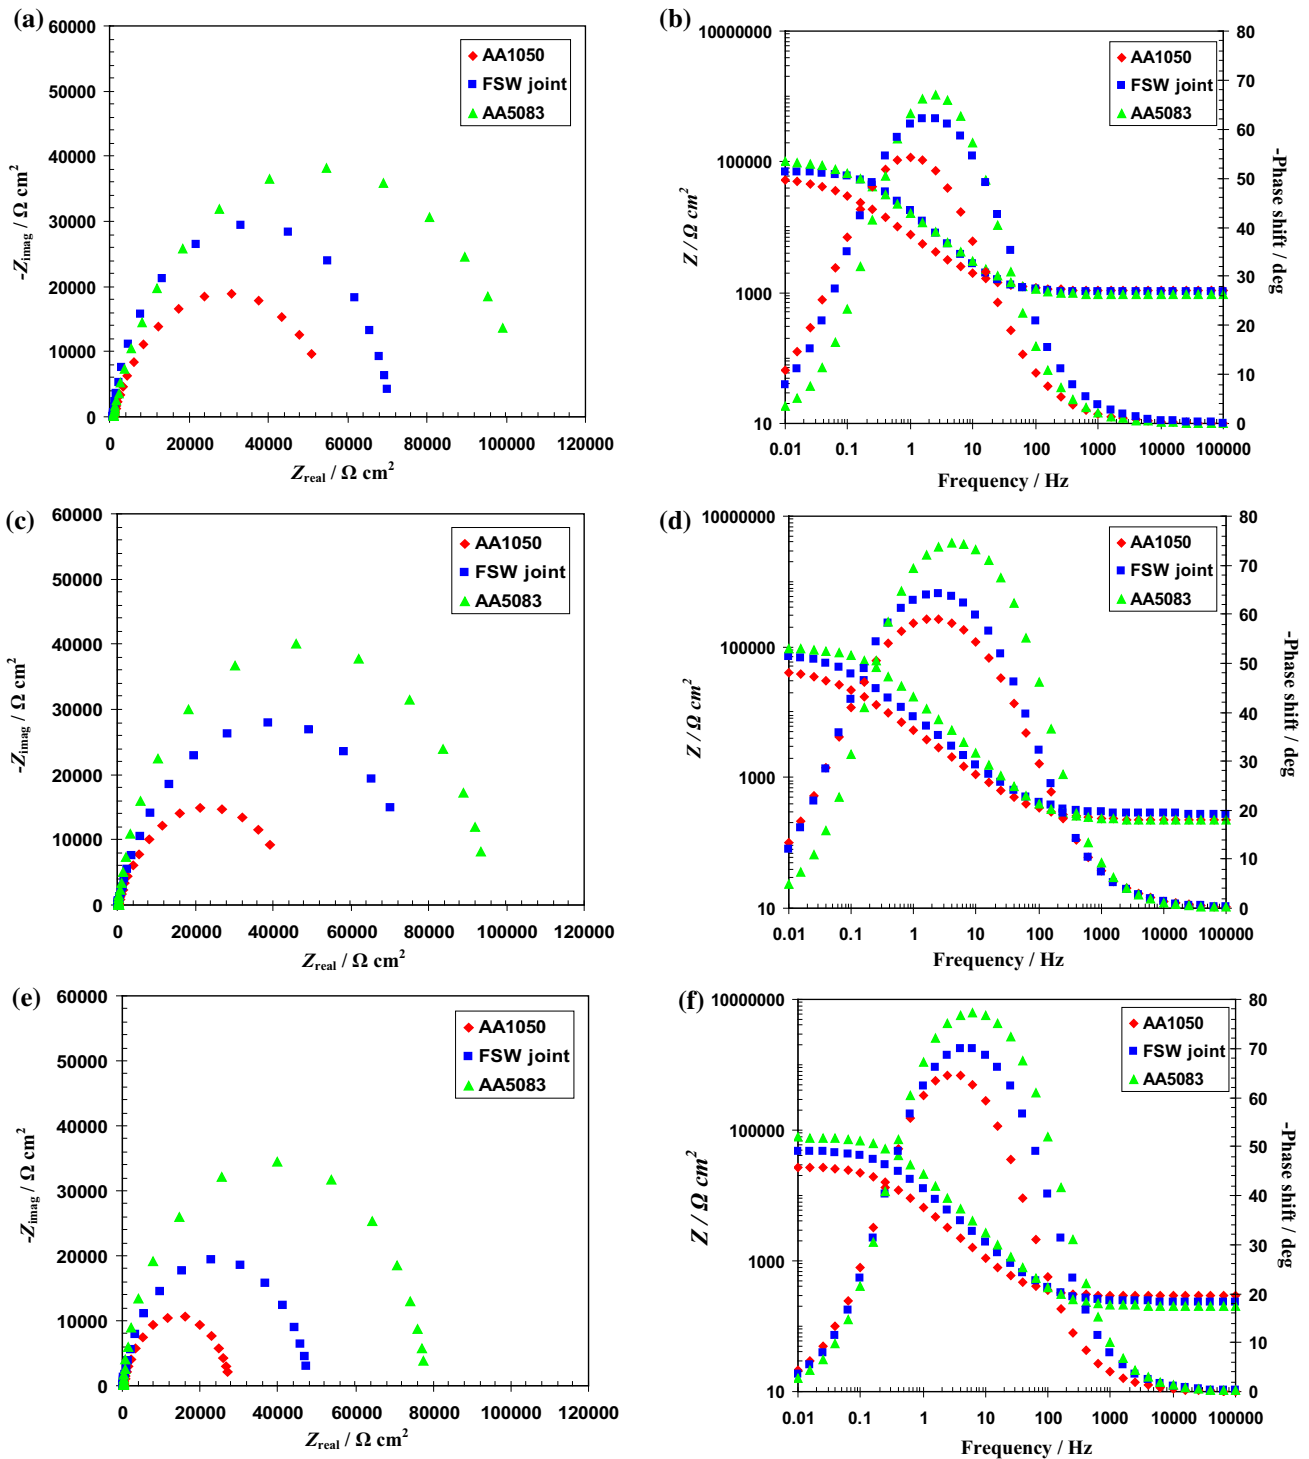 (a)
60000
50000
40000
30000
20000
10000
0
-Zimag / Ω cm²
AA1050
FSW joint
AA5083
0 20000 40000 60000 80000 100000 120000
Zreal / Ω cm²
(b)
10000000
100000
1000
10
Z / Ω cm²
AA1050
FSW joint
AA5083
80
70
60
50
40
30
20
10
0
-Phase shift / deg
0.01 0.1 1 10 100 1000 10000 100000
Frequency / Hz
(c)
60000
50000
40000
30000
20000
10000
0
-Zimag / Ω cm²
AA1050
FSW joint
AA5083
0 20000 40000 60000 80000 100000 120000
Zreal / Ω cm²
(d)
10000000
100000
1000
10
Z / Ω cm²
AA1050
FSW joint
AA5083
80
70
60
50
40
30
20
10
0
-Phase shift / deg
0.01 0.1 1 10 100 1000 10000 100000
Frequency / Hz
(e)
60000
50000
40000
30000
20000
10000
0
-Zimag / Ω cm²
AA1050
FSW joint
AA5083
0 20000 40000 60000 80000 100000 120000
Zreal / Ω cm²
(f)
10000000
100000
1000
10
Z / Ω cm²
AA1050
FSW joint
AA5083
80
70
60
50
40
30
20
10
0
-Phase shift / deg
0.01 0.1 1 10 100 1000 10000 100000
Frequency / Hz